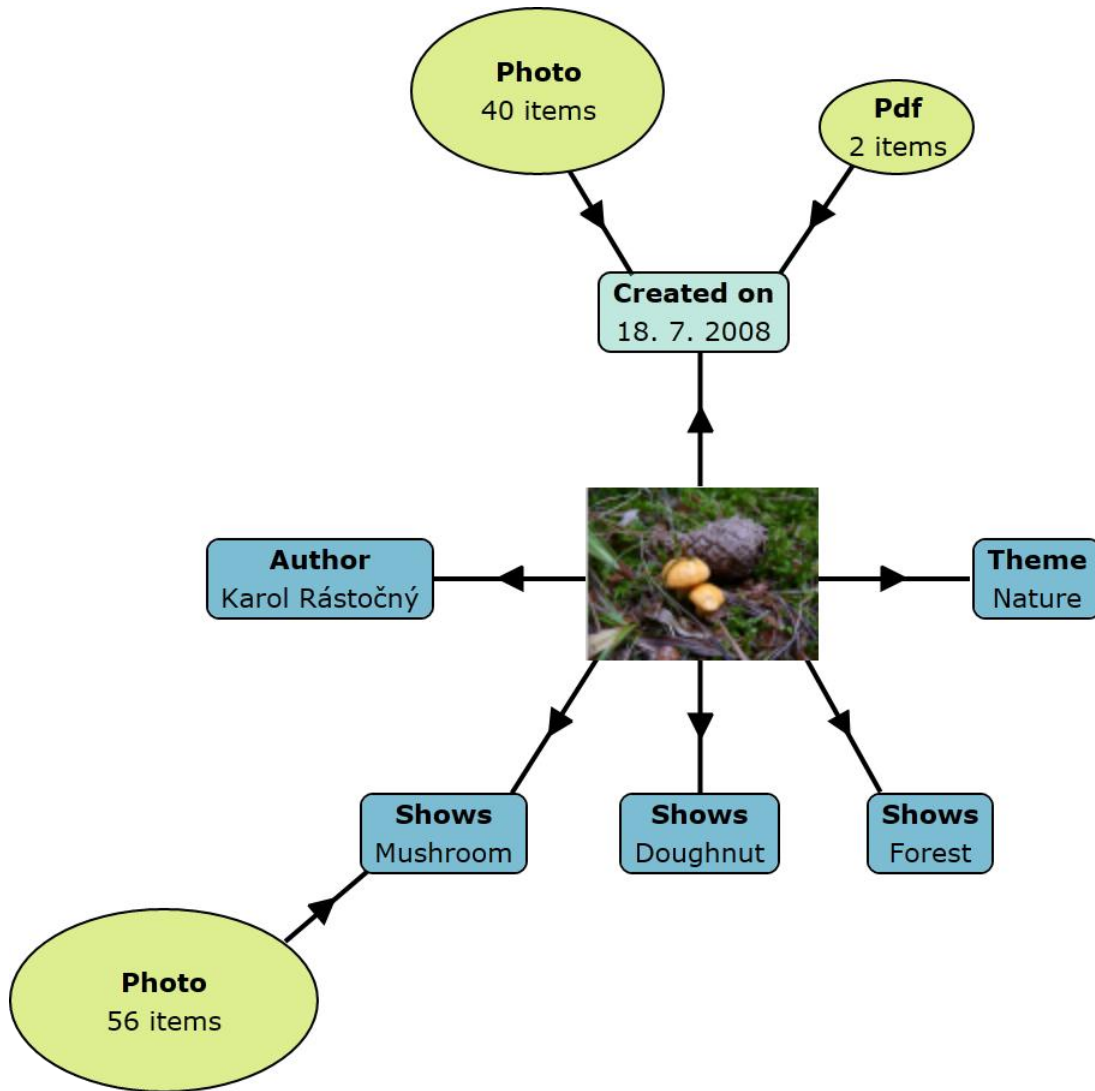 Photo
40 items
Pdf
2 items
Created on
18. 7. 2008
Author
Karol Rástočný
Theme
Nature
Shows
Mushroom
Shows
Doughnut
Shows
Forest
Photo
56 items